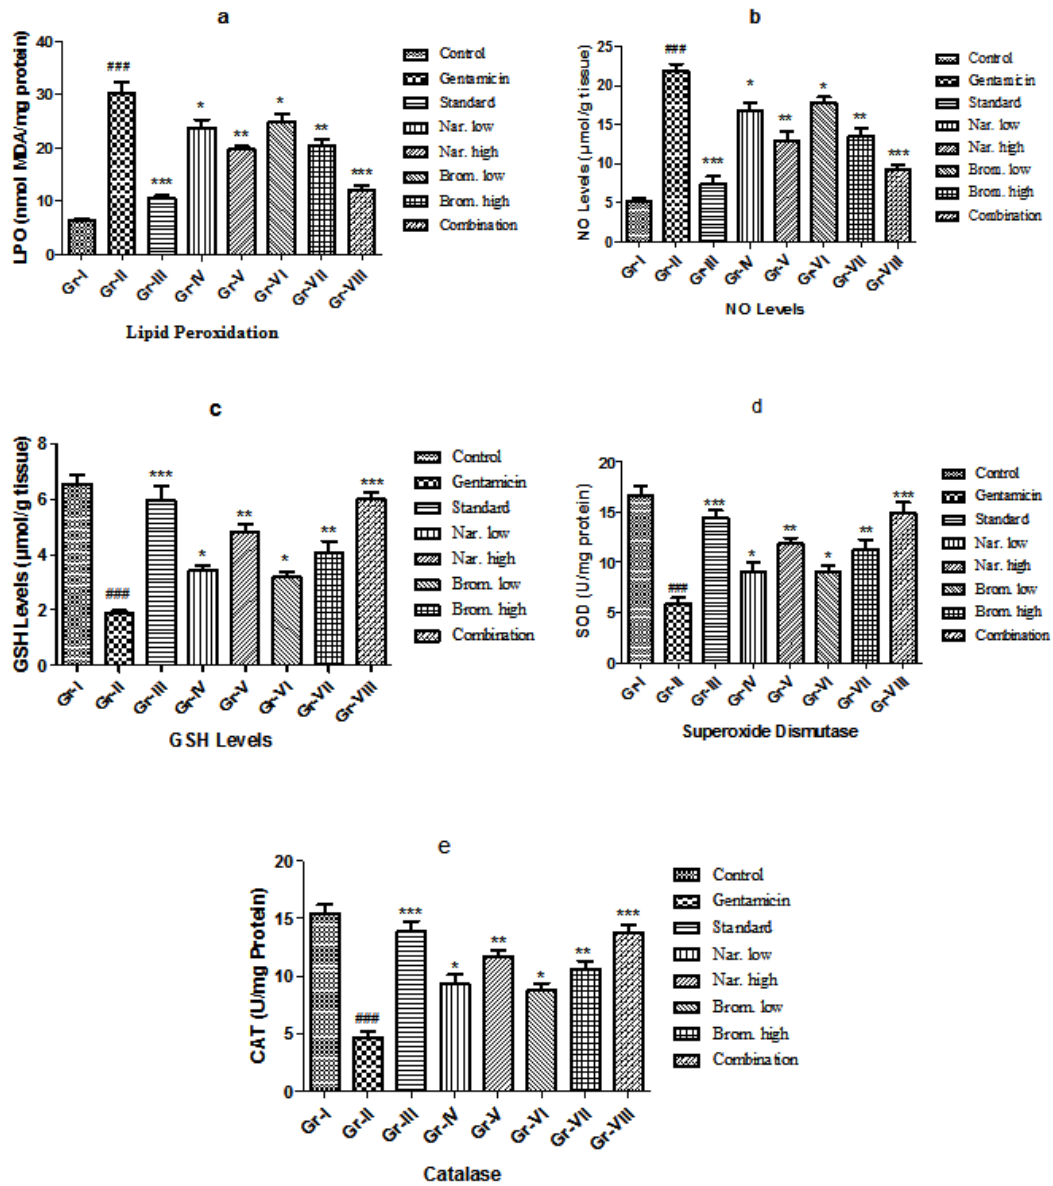 a
LPO (nmol MDA/mg protein)
40
30
20
10
0
###
***
*
**
*
**
***
Gr-I
Gr-II
Gr-III
Gr-IV
Gr-V
Gr-VI
Gr-VII
Gr-VIII
Lipid Peroxidation
Control
Gentamicin
Standard
Nar. low
Nar. high
Brom. low
Brom. high
Combination
b
NO Levels (µmol/g tissue)
25
20
15
10
5
0
###
***
*
**
*
**
***
Gr-I
Gr-II
Gr-III
Gr-IV
Gr-V
Gr-VI
Gr-VII
Gr-VIII
NO Levels
Control
Gentamicin
Standard
Nar. low
Nar. high
Brom. low
Brom. high
Combination
c
GSH Levels (µmol/g tissue)
8
6
4
2
0
###
***
*
**
*
**
***
Gr-I
Gr-II
Gr-III
Gr-IV
Gr-V
Gr-VI
Gr-VII
Gr-VIII
GSH Levels
Control
Gentamicin
Standard
Nar. low
Nar. high
Brom. low
Brom. high
Combination
d
SOD (U/mg protein)
20
15
10
5
0
###
***
*
**
*
**
***
Gr-I
Gr-II
Gr-III
Gr-IV
Gr-V
Gr-VI
Gr-VII
Gr-VIII
Superoxide Dismutase
Control
Gentamicin
Standard
Nar. low
Nar. high
Brom. low
Brom. high
Combination
e
CAT (U/mg Protein)
20
15
10
5
0
###
***
*
**
*
**
***
Gr-I
Gr-II
Gr-III
Gr-IV
Gr-V
Gr-VI
Gr-VII
Gr-VIII
Catalase
Control
Gentamicin
Standard
Nar. low
Nar. high
Brom. low
Brom. high
Combination